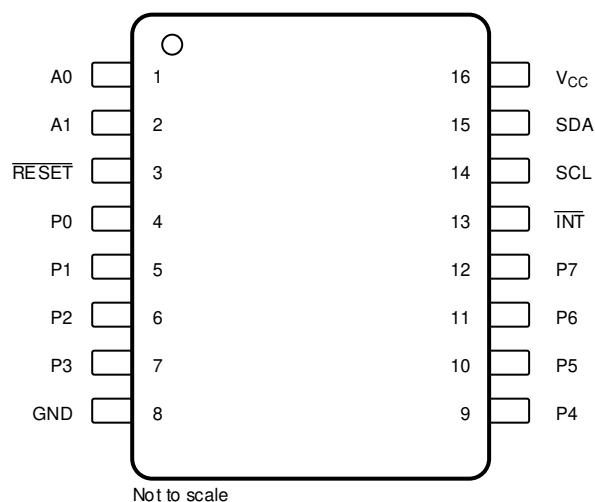 A0 1 16 VCC
A1 2 15 SDA
RESET 3 14 SCL
P0 4 13 INT
P1 5 12 P7
P2 6 11 P6
P3 7 10 P5
GND 8 9 P4
Not to scale